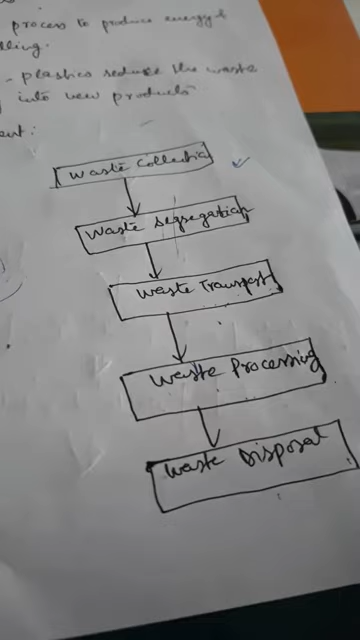 process to produce energy &
lling.
- plastics reduce the waste
into new products
ent:
Waste Collection
Waste segregation
Waste Transport
Waste Processing
Waste Disposal